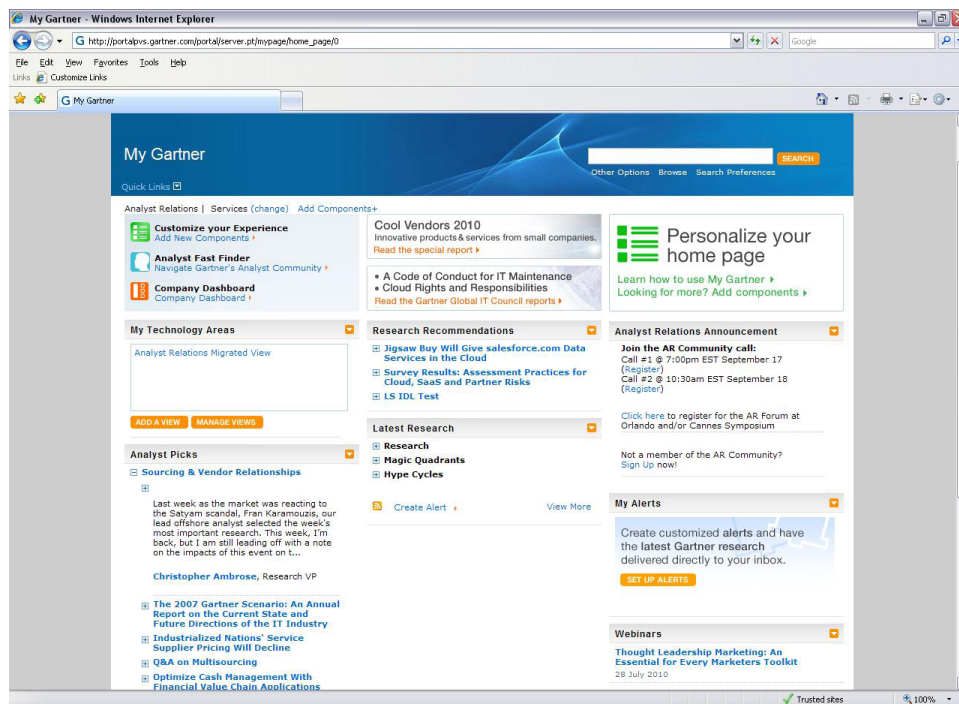 My Gartner - Windows Internet Explorer
http://portalpvs.gartner.com/portal/server.pt/mypage/home_page/0
Google
File Edit View Favorites Tools Help
Links Customize Links
My Gartner
My Gartner
SEARCH
Other Options Browse Search Preferences
Quick Links
Analyst Relations | Services (change) Add Components+
Customize your Experience
Add New Components
Analyst Fast Finder
Navigate Gartner's Analyst Community
Company Dashboard
Company Dashboard
Cool Vendors 2010
Innovative products & services from small companies.
Read the special report
• A Code of Conduct for IT Maintenance
• Cloud Rights and Responsibilities
Read the Gartner Global IT Council reports
Personalize your
home page
Learn how to use My Gartner
Looking for more? Add components
My Technology Areas
Analyst Relations Migrated View
ADD A VIEW MANAGE VIEWS
Analyst Picks
Sourcing & Vendor Relationships
Last week as the market was reacting to
the Satyam scandal, Fran Karamouzis, our
lead offshore analyst selected the week's
most important research. This week, I'm
back, but I am still leading off with a note
on the impacts of this event on t...
Christopher Ambrose, Research VP
The 2007 Gartner Scenario: An Annual
Report on the Current State and
Future Directions of the IT Industry
Industrialized Nations' Service
Supplier Pricing Will Decline
Q&A on Multisourcing
Optimize Cash Management With
Financial Value Chain Applications
Research Recommendations
Jigsaw Buy Will Give salesforce.com Data
Services in the Cloud
Survey Results: Assessment Practices for
Cloud, SaaS and Partner Risks
LS IDL Test
Latest Research
Research
Magic Quadrants
Hype Cycles
Create Alert View More
Analyst Relations Announcement
Join the AR Community call:
Call #1 @ 7:00pm EST September 17
(Register)
Call #2 @ 10:30am EST September 18
(Register)
Click here to register for the AR Forum at
Orlando and/or Cannes Symposium
Not a member of the AR Community?
Sign Up now!
My Alerts
Create customized alerts and have
the latest Gartner research
delivered directly to your inbox.
SET UP ALERTS
Webinars
Thought Leadership Marketing: An
Essential for Every Marketers Toolkit
28 July 2010
Trusted sites 100%